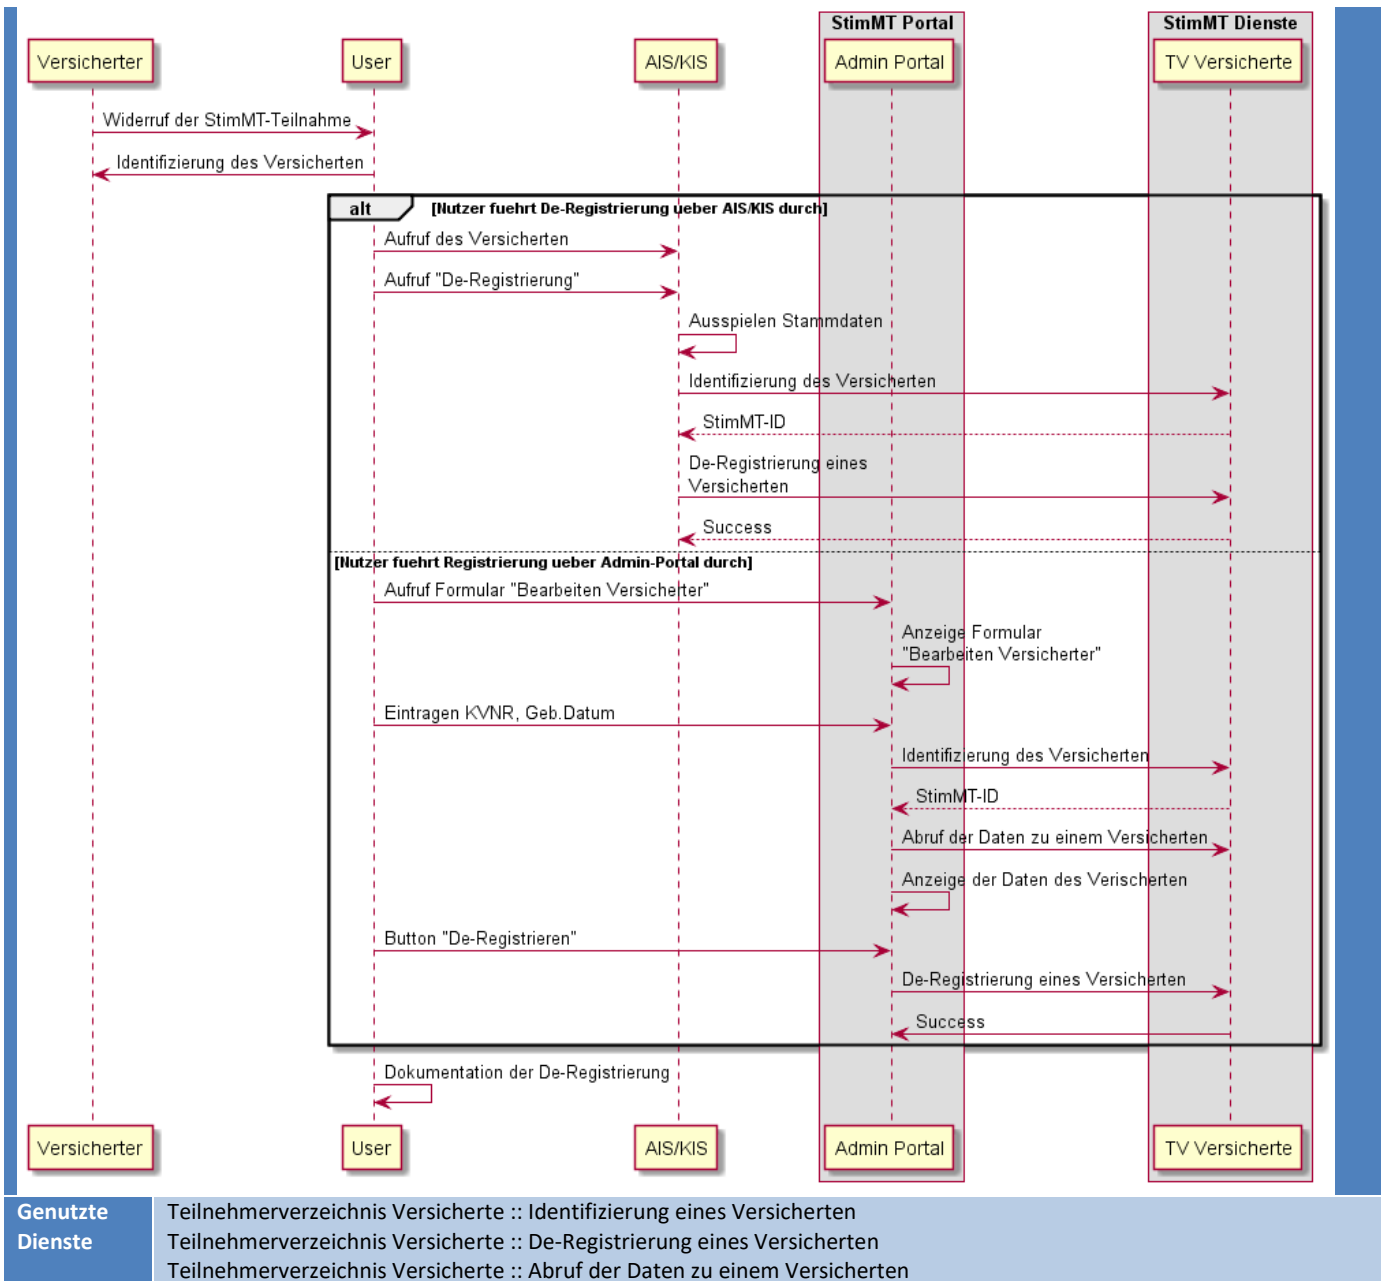 StimMT Portal
StimMT Dienste
Versicherter
User
AIS/KIS
Admin Portal
TV Versicherte
Widerruf der StimMT-Teilnahme
Identifizierung des Versicherten
alt
[Nutzer fuehrt De-Registrierung ueber AIS/KIS durch]
Aufruf des Versicherten
Aufruf "De-Registrierung"
Ausspielen Stammdaten
Identifizierung des Versicherten
StimMT-ID
De-Registrierung eines
Versicherten
Success
[Nutzer fuehrt Registrierung ueber Admin-Portal durch]
Aufruf Formular "Bearbeiten Versicherter"
Anzeige Formular
"Bearbeiten Versicherter"
Eintragen KVNR, Geb.Datum
Identifizierung des Versicherten
StimMT-ID
Abruf der Daten zu einem Versicherten
Anzeige der Daten des Verischerten
Button "De-Registrieren"
De-Registrierung eines Versicherten
Success
Dokumentation der De-Registrierung
Versicherter
User
AIS/KIS
Admin Portal
TV Versicherte
Genutzte
Dienste
Teilnehmerverzeichnis Versicherte :: Identifizierung eines Versicherten
Teilnehmerverzeichnis Versicherte :: De-Registrierung eines Versicherten
Teilnehmerverzeichnis Versicherte :: Abruf der Daten zu einem Versicherten